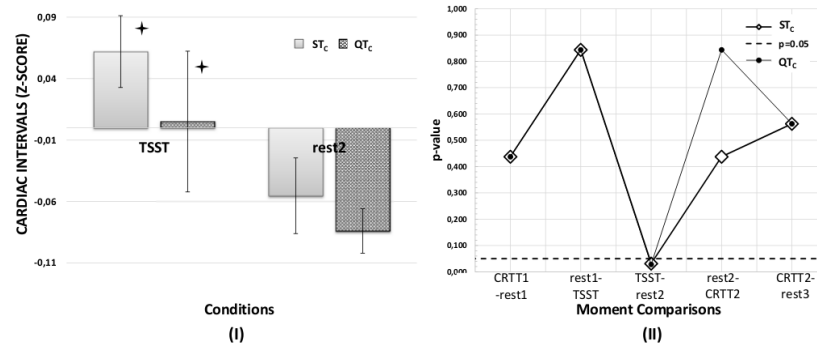 CARDIAC INTERVALS (Z-SCORE)
0,09
0,04
-0,01
-0,06
-0,11
STC
QTC
TSST
rest2
Conditions
(I)
p-value
1,000
0,900
0,800
0,700
0,600
0,500
0,400
0,300
0,200
0,100
0,000
STC
p=0.05
QTC
CRTT1
-rest1
rest1-
TSST
TSST-
rest2
rest2-
CRTT2
CRTT2-
rest3
Moment Comparisons
(II)